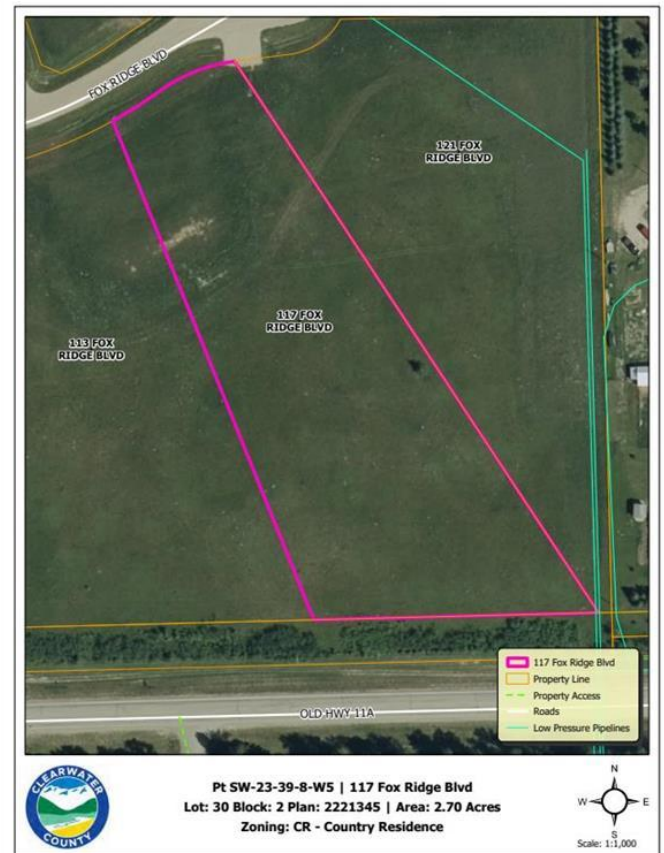 FOX RIDGE BLVD
121 FOX
RIDGE BLVD
117 FOX
RIDGE BLVD
113 FOX
RIDGE BLVD
117 Fox Ridge Blvd
Property Line
Property Access
Roads
Low Pressure Pipelines
OLD HWY 11A
CLEARWATER
COUNTY
Pt SW-23-39-8-W5 | 117 Fox Ridge Blvd
Lot: 30 Block: 2 Plan: 2221345 | Area: 2.70 Acres
Zoning: CR - Country Residence
N
W E
S
Scale: 1:1,000